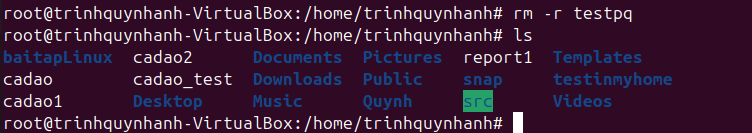 root@trinhquynhanh-VirtualBox:/home/trinhquynhanh# rm -r testpq
root@trinhquynhanh-VirtualBox:/home/trinhquynhanh# ls
baitapLinux  cadao2      Documents  Pictures  report1  Templates
cadao        cadao_test  Downloads  Public    snap     testinmyhome
cadao1       Desktop     Music      Quynh     src      Videos
root@trinhquynhanh-VirtualBox:/home/trinhquynhanh#